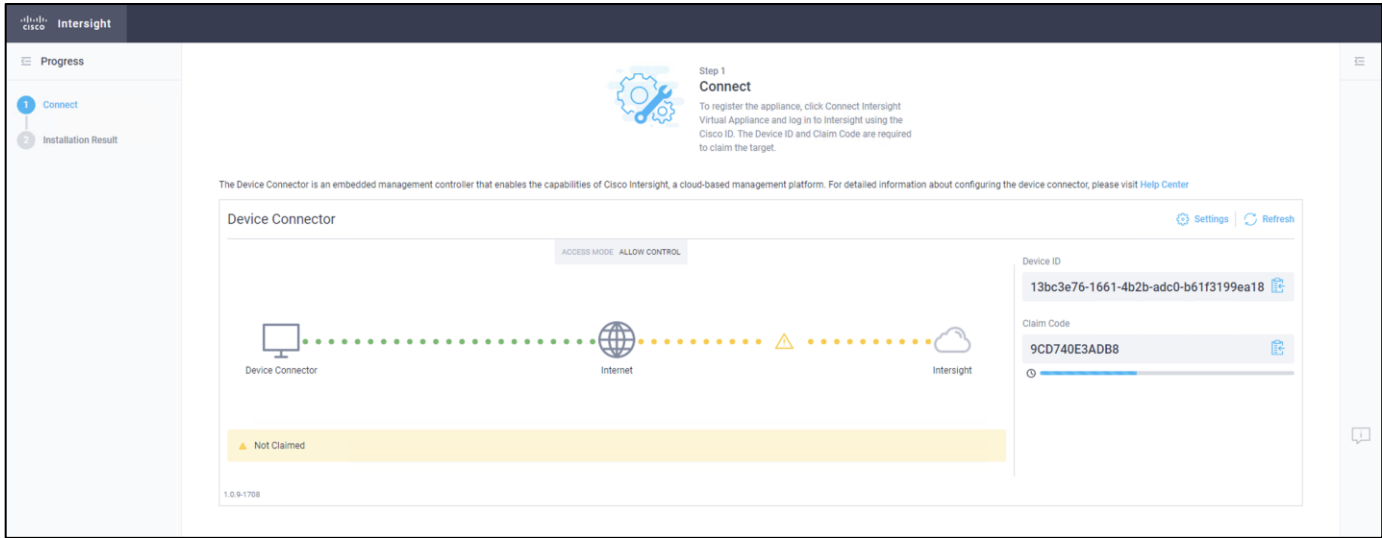 cisco Intersight
Progress
1 Connect
2 Installation Result
Step 1
Connect
To register the appliance, click Connect Intersight
Virtual Appliance and log in to Intersight using the
Cisco ID. The Device ID and Claim Code are required
to claim the target.
The Device Connector is an embedded management controller that enables the capabilities of Cisco Intersight, a cloud-based management platform. For detailed information about configuring the device connector, please visit Help Center
Device Connector
Settings Refresh
ACCESS MODE ALLOW CONTROL
Device ID
13bc3e76-1661-4b2b-adc0-b61f3199ea18
Claim Code
9CD740E3ADB8
Device Connector Internet Intersight
Not Claimed
1.0.9-1708